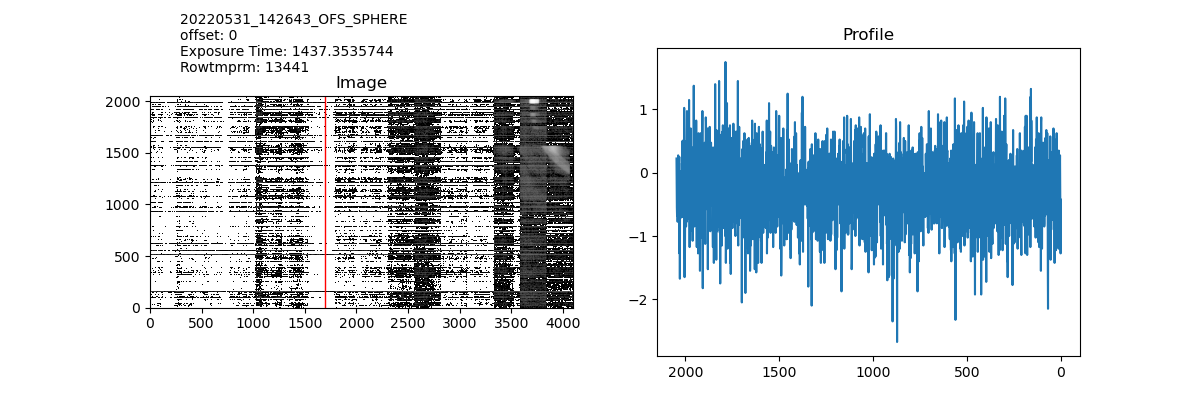 20220531_142643_OFS_SPHERE
offset: 0
Exposure Time: 1437.3535744
Rowtmprm: 13441
Image
2000
1500
1000
500
0
0 500 1000 1500 2000 2500 3000 3500 4000
Profile
1
0
−1
−2
2000 1500 1000 500 0